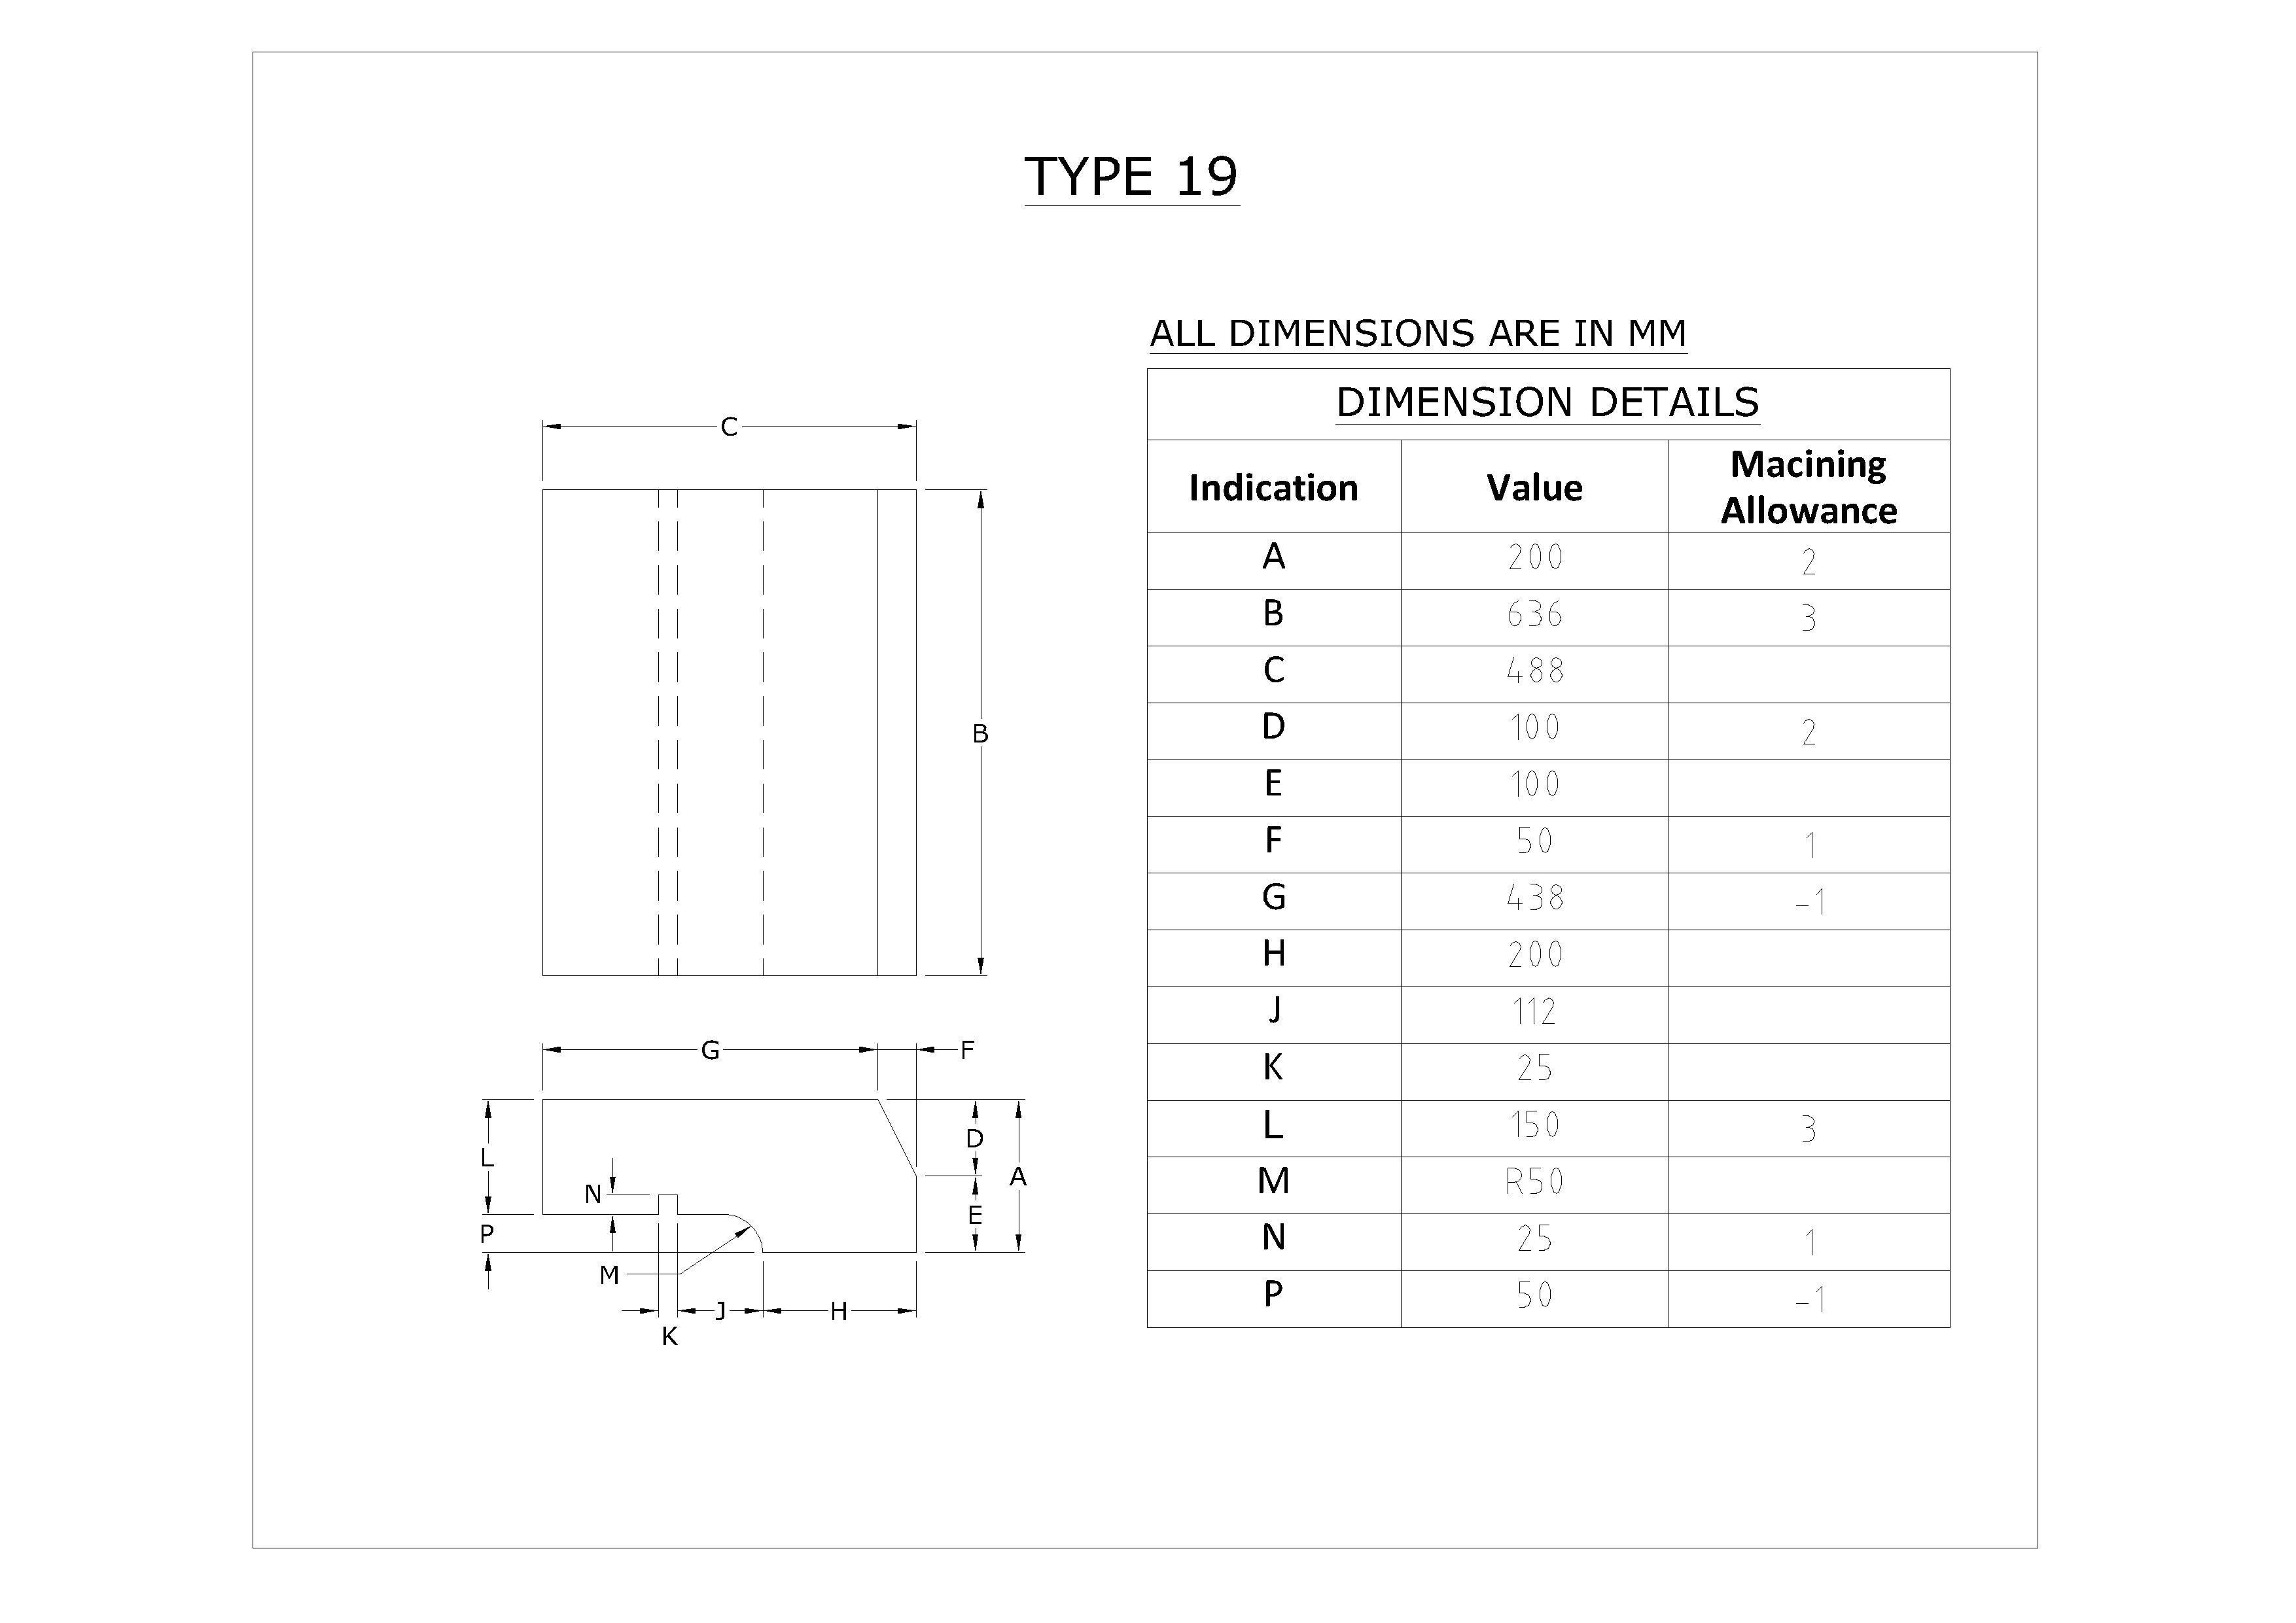 TYPE 19
ALL DIMENSIONS ARE IN MM
DIMENSION DETAILS
Indication Value Macining Allowance
A 200 2
B 636 3
C 488
D 100 2
E 100
F 50 1
G 438 -1
H 200
J 112
K 25
L 150 3
M R50
N 25 1
P 50 -1
C
B
G F
D
L A
N
E
P
M
J H
K